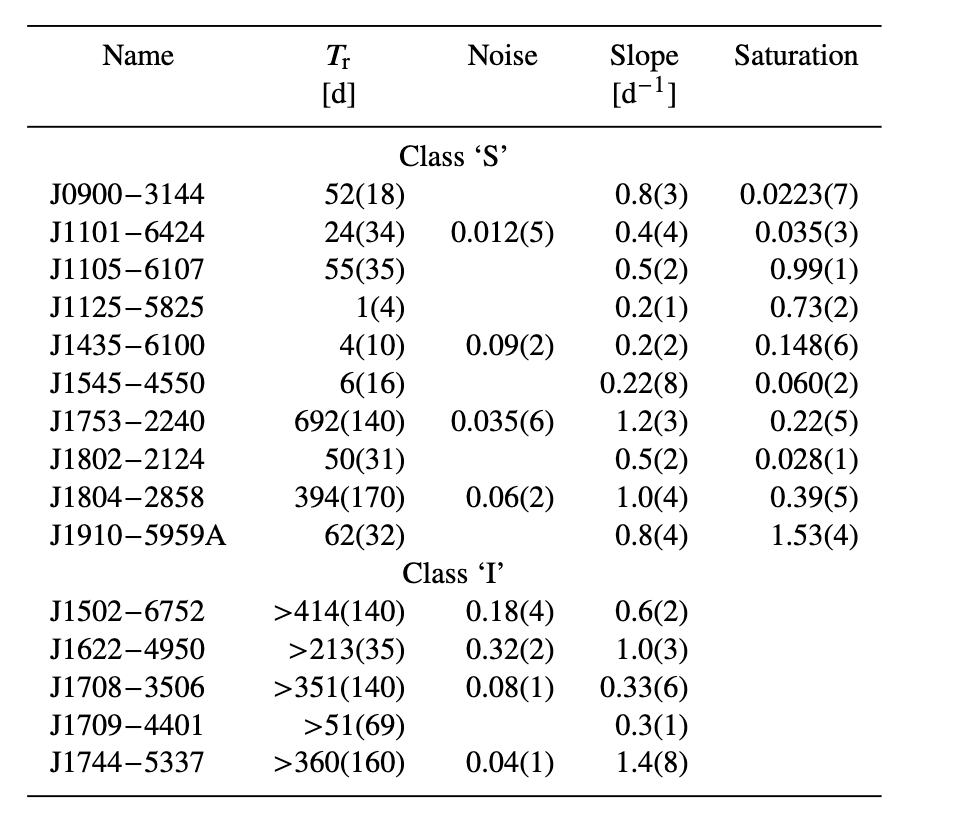 Name Tr Noise Slope Saturation
[d] [d−1]
Class ‘S’
J0900−3144 52(18) 0.8(3) 0.0223(7)
J1101−6424 24(34) 0.012(5) 0.4(4) 0.035(3)
J1105−6107 55(35) 0.5(2) 0.99(1)
J1125−5825 1(4) 0.2(1) 0.73(2)
J1435−6100 4(10) 0.09(2) 0.2(2) 0.148(6)
J1545−4550 6(16) 0.22(8) 0.060(2)
J1753−2240 692(140) 0.035(6) 1.2(3) 0.22(5)
J1802−2124 50(31) 0.5(2) 0.028(1)
J1804−2858 394(170) 0.06(2) 1.0(4) 0.39(5)
J1910−5959A 62(32) 0.8(4) 1.53(4)
Class ‘I’
J1502−6752 >414(140) 0.18(4) 0.6(2)
J1622−4950 >213(35) 0.32(2) 1.0(3)
J1708−3506 >351(140) 0.08(1) 0.33(6)
J1709−4401 >51(69) 0.3(1)
J1744−5337 >360(160) 0.04(1) 1.4(8)